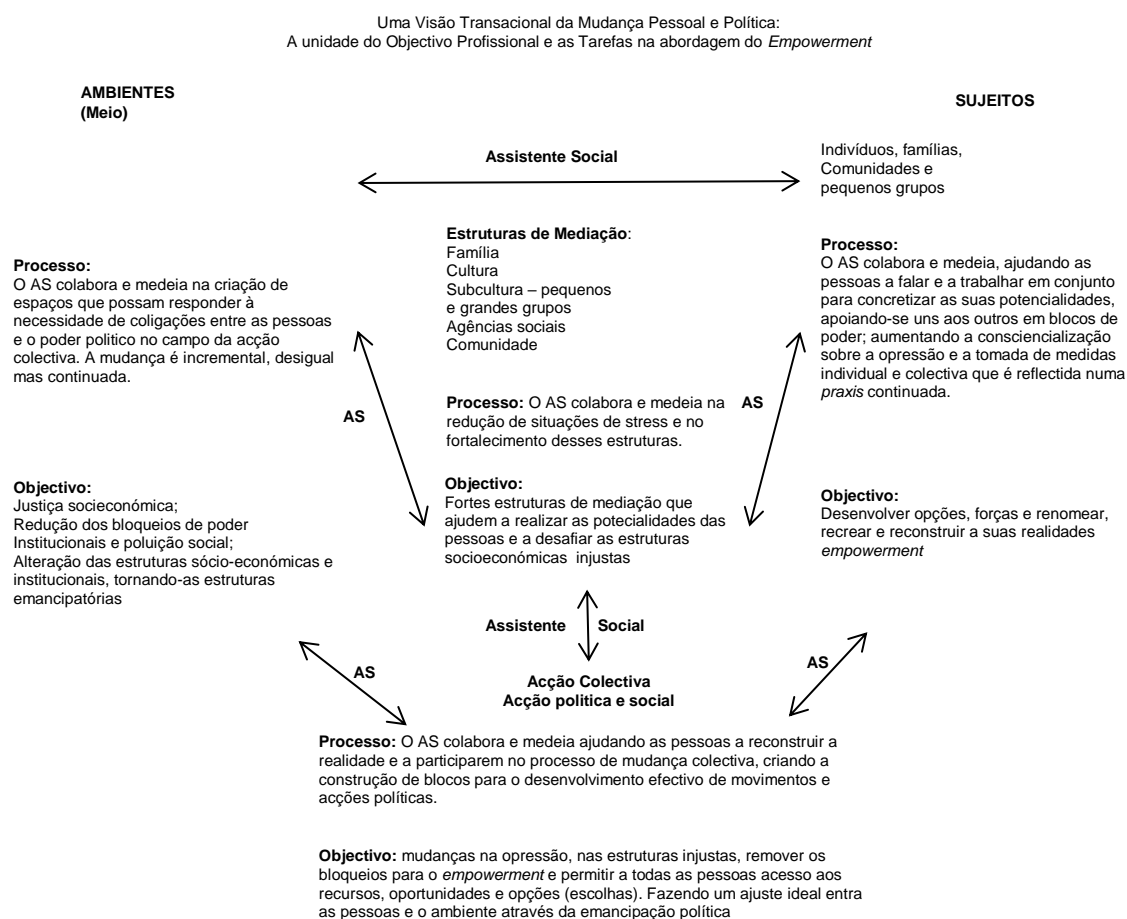 Uma Visão Transacional da Mudança Pessoal e Política:
A unidade do Objectivo Profissional e as Tarefas na abordagem do Empowerment
AMBIENTES
(Meio)
SUJEITOS
Assistente Social
Indivíduos, famílias,
Comunidades e
pequenos grupos
Processo:
O AS colabora e medeia na criação de
espaços que possam responder à
necessidade de coligações entre as pessoas
e o poder politico no campo da acção
colectiva. A mudança é incremental, desigual
mas continuada.
Estruturas de Mediação:
Família
Cultura
Subcultura – pequenos
e grandes grupos
Agências sociais
Comunidade
Processo:
O AS colabora e medeia, ajudando as
pessoas a falar e a trabalhar em conjunto
para concretizar as suas potencialidades,
apoiando-se uns aos outros em blocos de
poder; aumentando a consciencialização
sobre a opressão e a tomada de medidas
individual e colectiva que é reflectida numa
praxis continuada.
AS
Processo: O AS colabora e medeia na
redução de situações de stress e no
fortalecimento desses estruturas.
AS
Objectivo:
Justiça socieconómica;
Redução dos bloqueios de poder
Institucionais e poluição social;
Alteração das estruturas sócio-económicas e
institucionais, tornando-as estruturas
emancipatórias
Objectivo:
Fortes estruturas de mediação que
ajudem a realizar as potecialidades das
pessoas e a desafiar as estruturas
socioeconómicas injustas
Objectivo:
Desenvolver opções, forças e renomear,
recrear e reconstruir a suas realidades
empowerment
Assistente Social
AS
AS
Acção Colectiva
Acção politica e social
Processo: O AS colabora e medeia ajudando as pessoas a reconstruir a
realidade e a participarem no processo de mudança colectiva, criando a
construção de blocos para o desenvolvimento efectivo de movimentos e
acções políticas.
Objectivo: mudanças na opressão, nas estruturas injustas, remover os
bloqueios para o empowerment e permitir a todas as pessoas acesso aos
recursos, oportunidades e opções (escolhas). Fazendo um ajuste ideal entra
as pessoas e o ambiente através da emancipação política